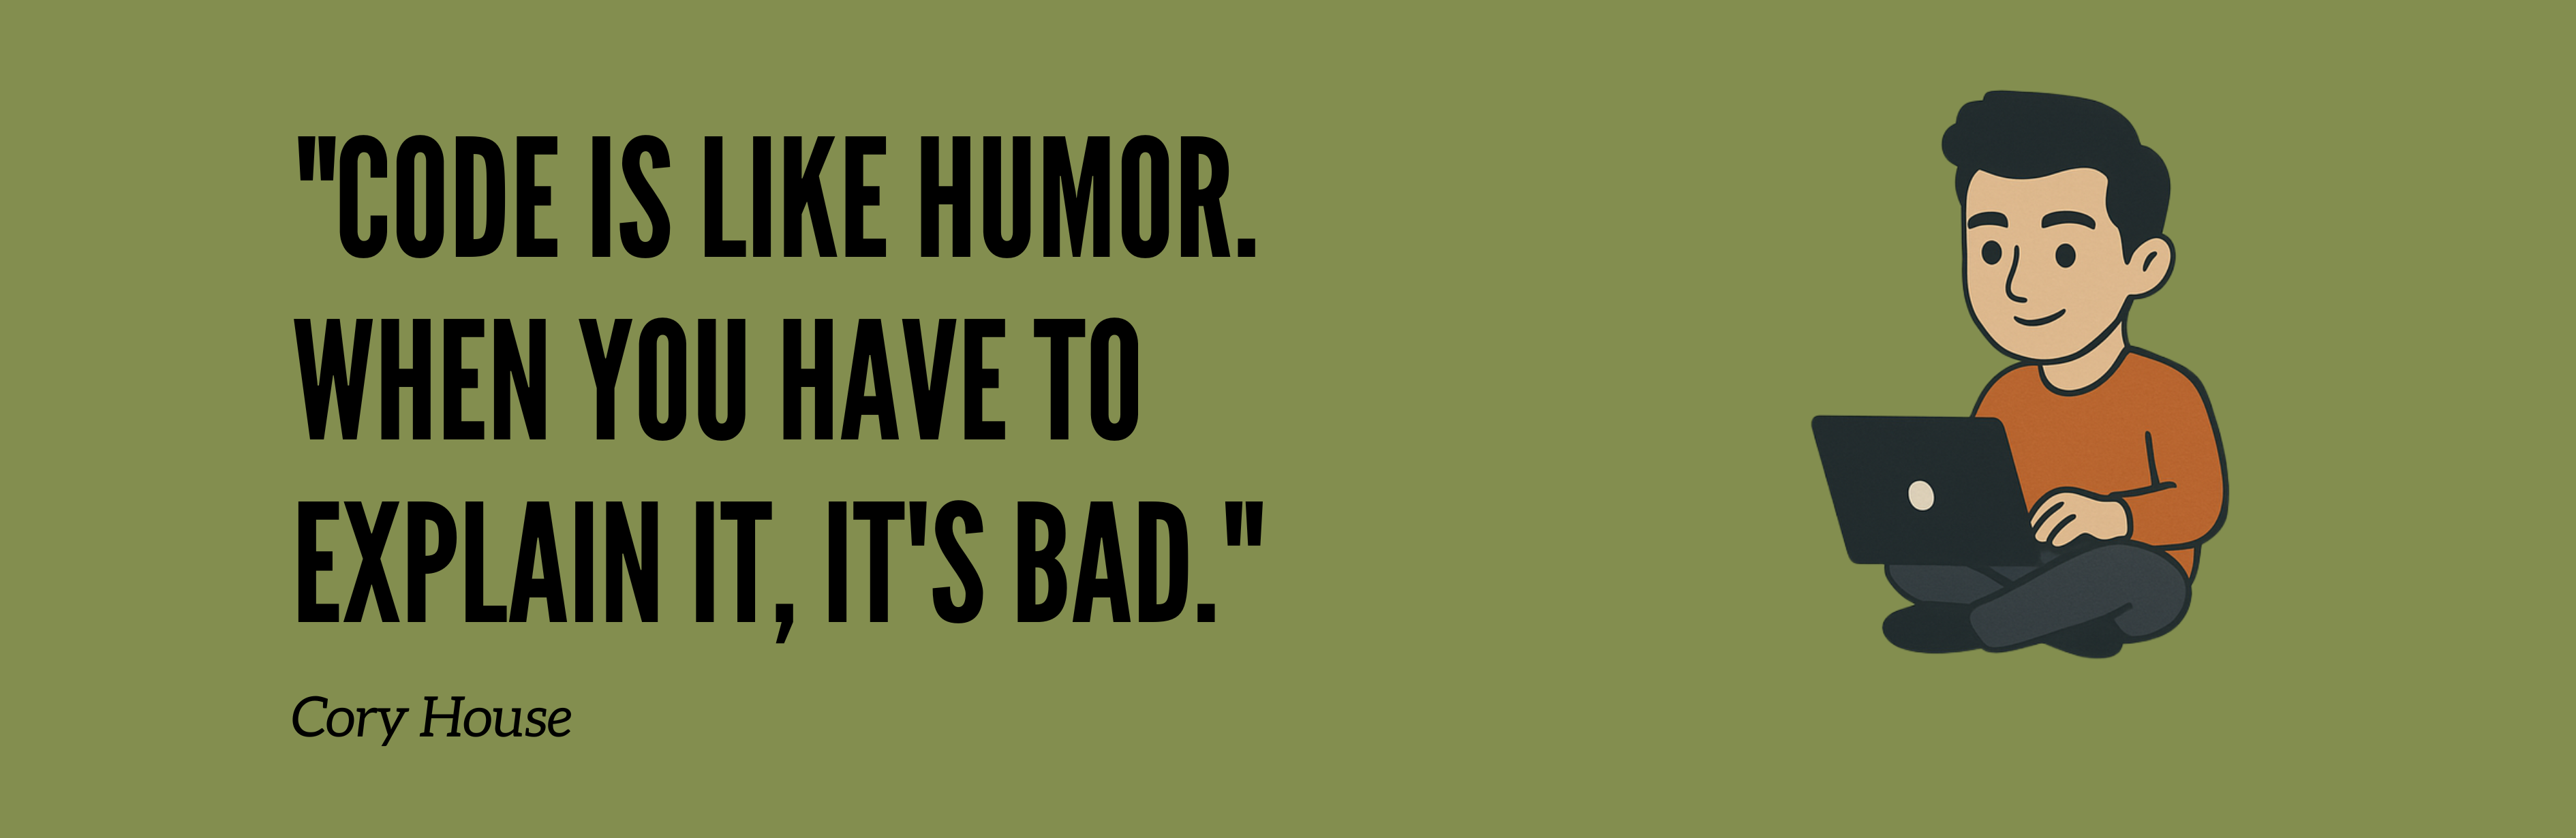 "CODE IS LIKE HUMOR.
WHEN YOU HAVE TO
EXPLAIN IT, IT'S BAD."
Cory House